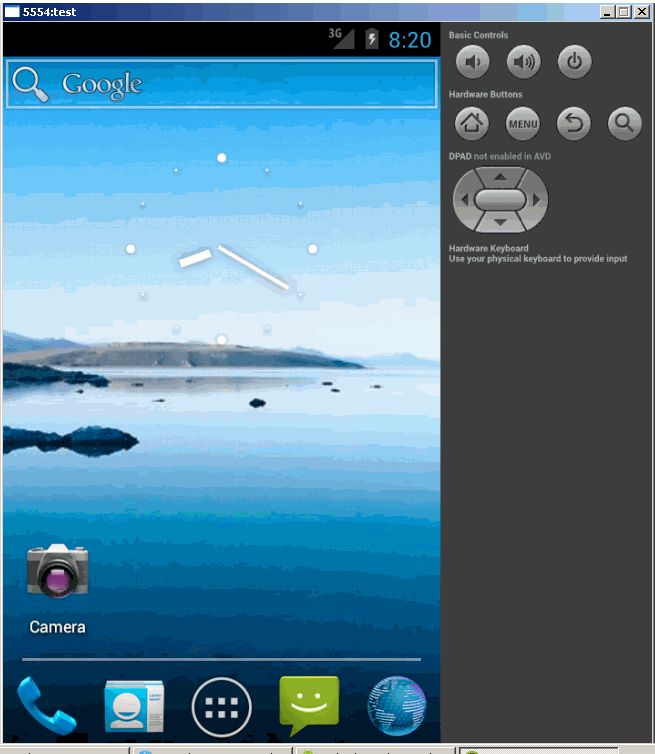 5554:test
3G 8:20
Google
Camera
Basic Controls
Hardware Buttons
MENU
DPAD not enabled in AVD
Hardware Keyboard
Use your physical keyboard to provide input